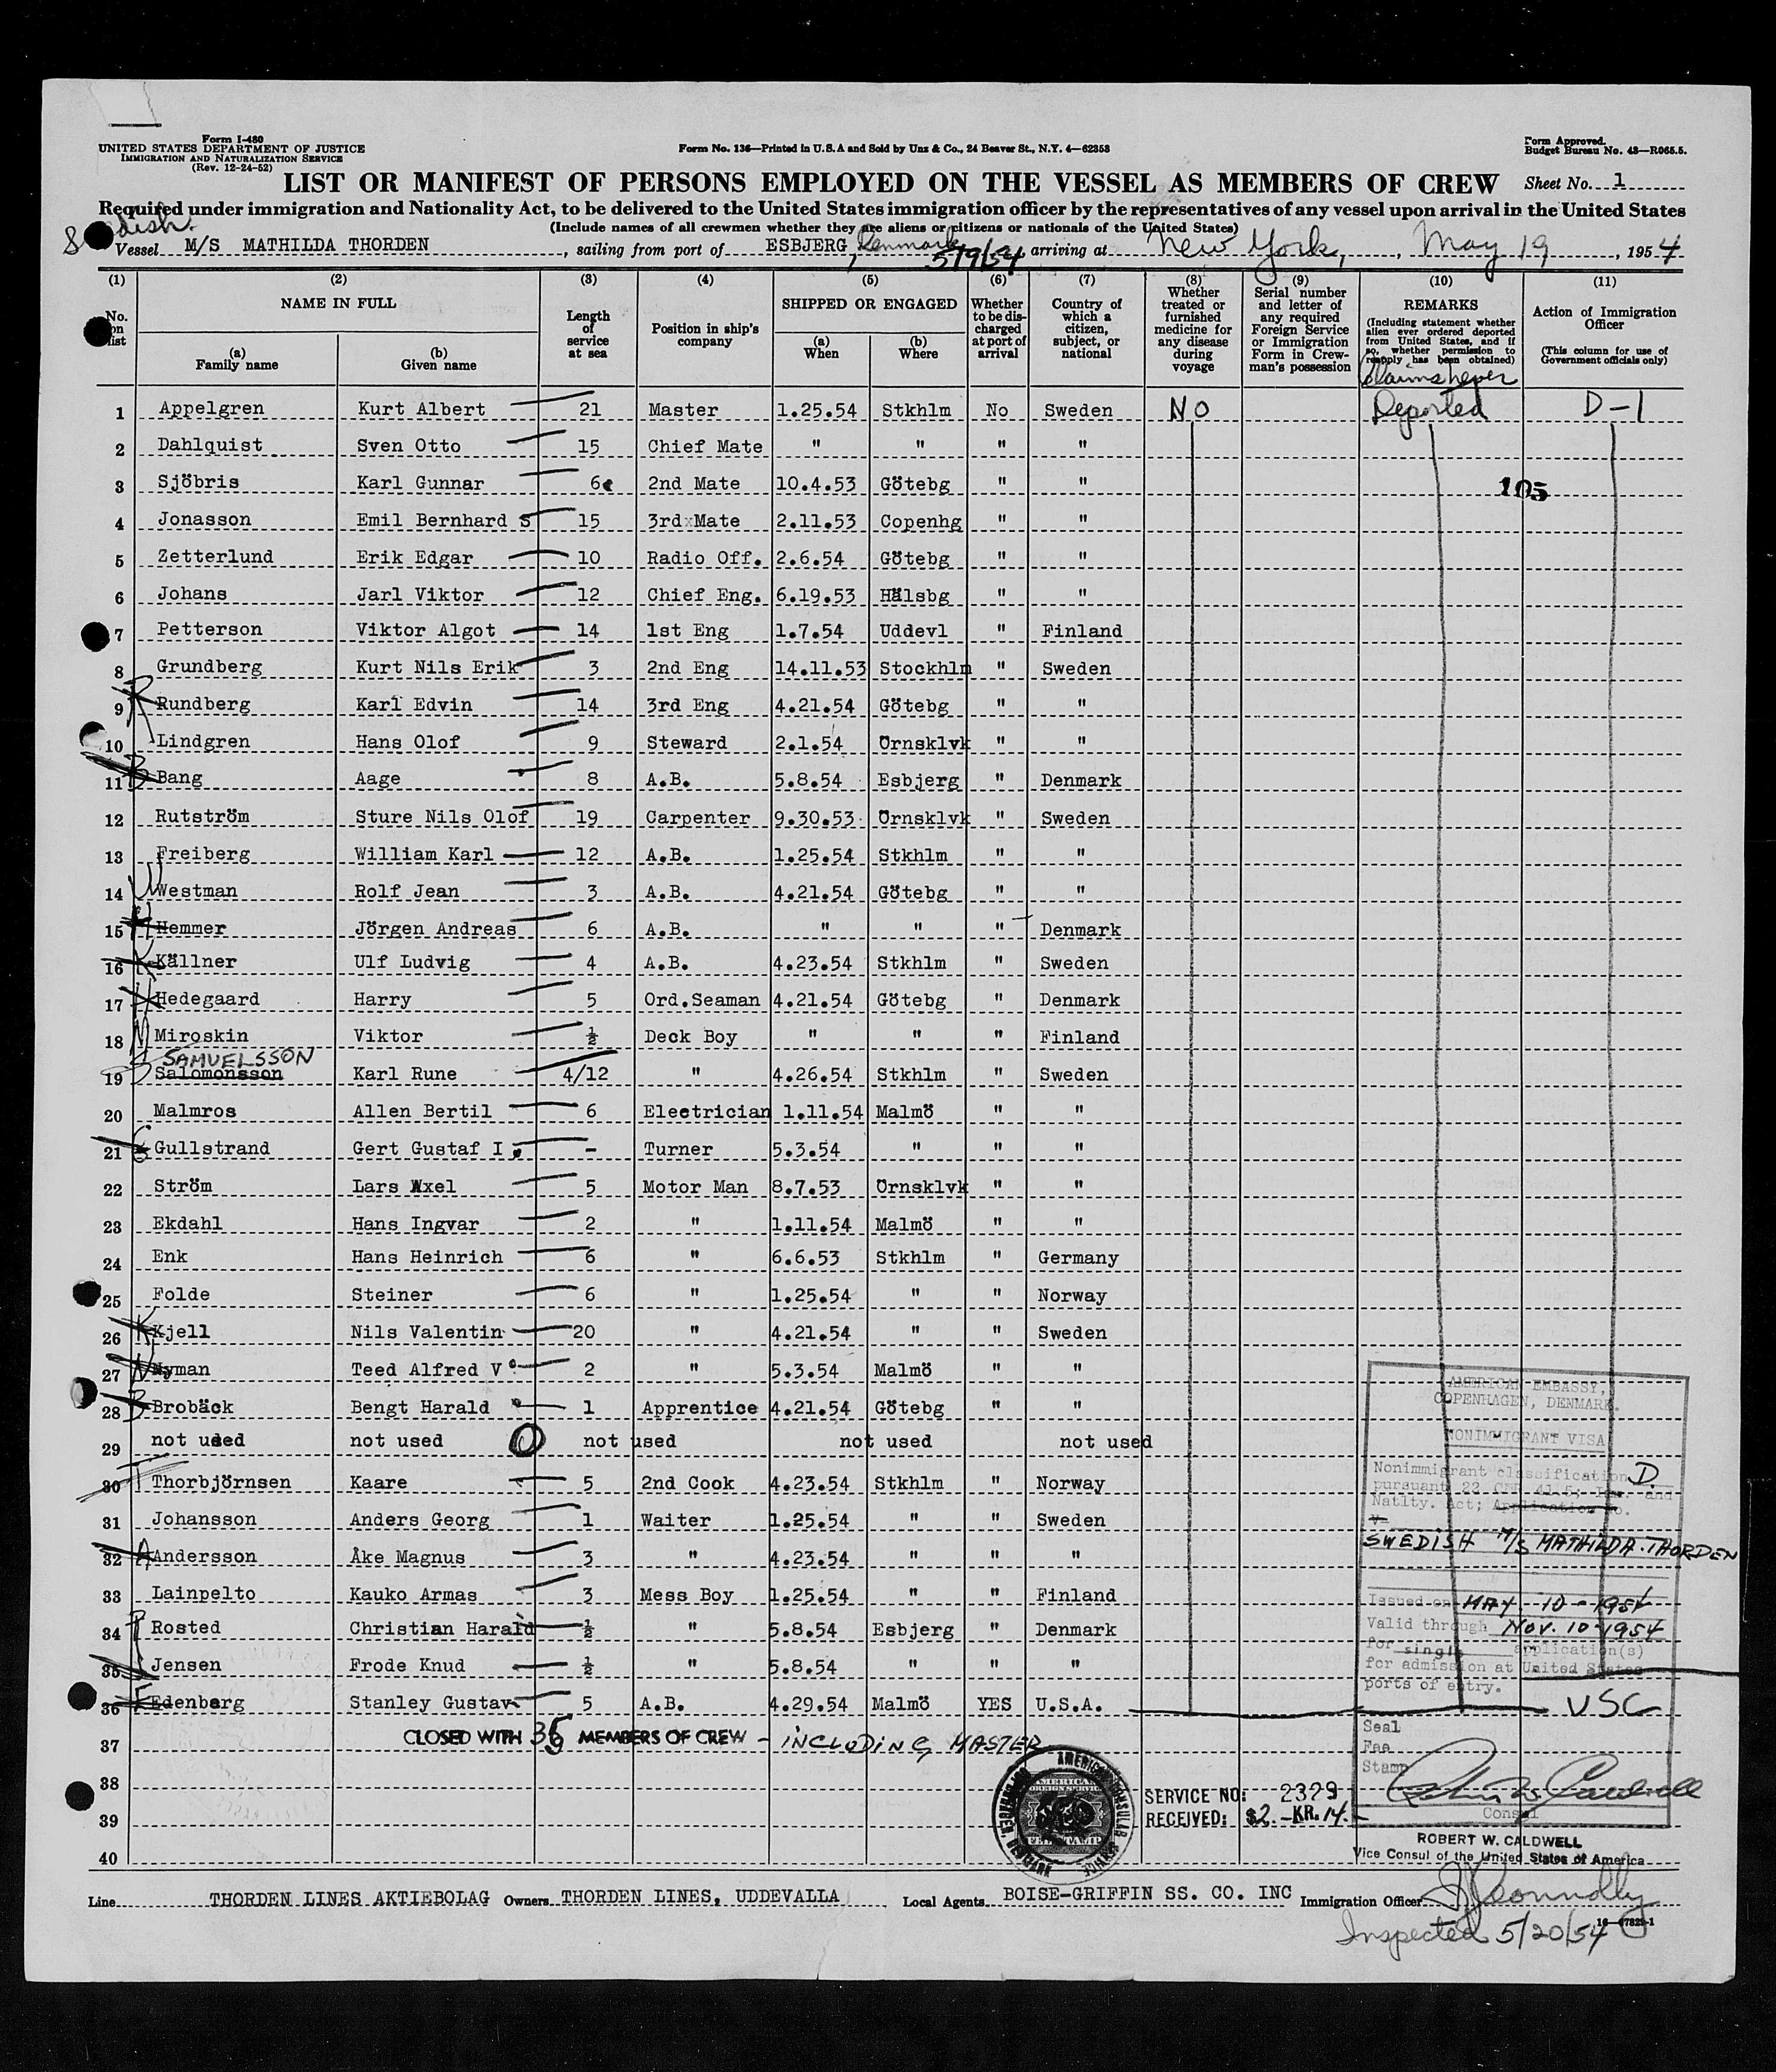 Form I-480
UNITED STATES DEPARTMENT OF JUSTICE
IMMIGRATION AND NATURALIZATION SERVICE
(Rev. 12-24-52)
Form No. 136—Printed in U.S.A and Sold by Unz & Co., 24 Beaver St., N.Y. 4—62353
Form Approved.
Budget Bureau No. 43—R065.5.
LIST OR MANIFEST OF PERSONS EMPLOYED ON THE VESSEL AS MEMBERS OF CREW Sheet No. 1
Required under immigration and Nationality Act, to be delivered to the United States immigration officer by the representatives of any vessel upon arrival in the United States
(Include names of all crewmen whether they are aliens or citizens or nationals of the United States)
Swedish
Vessel M/S MATHILDA THORDEN, sailing from port of ESBJERG, Denmark 5/9/54 arriving at New York, May 19, 1954
(1) (2) (3) (4) (5) (6) (7) (8) (9) (10) (11)
No. on list
NAME IN FULL
(a) Family name
(b) Given name
Length of service at sea
Position in ship's company
SHIPPED OR ENGAGED
(a) When
(b) Where
Whether to be discharged at port of arrival
Country of which a citizen, subject, or national
Whether treated or furnished medicine for any disease during voyage
Serial number and letter of any required Foreign Service or Immigration Form in Crewman's possession
REMARKS
(Including statement whether alien ever ordered deported from United States, and if so, whether permission to reapply has been obtained)
Action of Immigration Officer
(This column for use of Government officials only)
Claims never
1 Appelgren Kurt Albert 21 Master 1.25.54 Stkhlm No Sweden NO Deported D-1
2 Dahlquist Sven Otto 15 Chief Mate " " " "
3 Sjöbris Karl Gunnar 6 2nd Mate 10.4.53 Götebg " " 105
4 Jonasson Emil Bernhard S 15 3rd Mate 2.11.53 Copenhg " "
5 Zetterlund Erik Edgar 10 Radio Off. 2.6.54 Götebg " "
6 Johans Jarl Viktor 12 Chief Eng. 6.19.53 Hälsbg " "
7 Petterson Viktor Algot 14 1st Eng 1.7.54 Uddevl " Finland
8 Grundberg Kurt Nils Erik 3 2nd Eng 14.11.53 Stockhlm " Sweden
9 R Rundberg Karl Edvin 14 3rd Eng 4.21.54 Götebg " "
10 Lindgren Hans Olof 9 Steward 2.1.54 Örnsklvk " "
11 B Bang Aage 8 A.B. 5.8.54 Esbjerg " Denmark
12 Rutström Sture Nils Olof 19 Carpenter 9.30.53 Örnsklvk " Sweden
13 Freiberg William Karl 12 A.B. 1.25.54 Stkhlm " "
14 W Westman Rolf Jean 3 A.B. 4.21.54 Götebg " "
15 H Hemmer Jörgen Andreas 6 A.B. " " " Denmark
16 K Källner Ulf Ludvig 4 A.B. 4.23.54 Stkhlm " Sweden
17 H Hedegaard Harry 5 Ord.Seaman 4.21.54 Götebg " Denmark
18 M Miroskin Viktor ½ Deck Boy " " " Finland
SAMUELSSON
19 S Salomonsson Karl Rune 4/12 " 4.26.54 Stkhlm " Sweden
20 Malmros Allen Bertil 6 Electrician 1.11.54 Malmö " "
21 G Gullstrand Gert Gustaf I. - Turner 5.3.54 " " "
22 Ström Lars Axel 5 Motor Man 8.7.53 Örnsklvk " "
23 Ekdahl Hans Ingvar 2 " 1.11.54 Malmö " "
24 Enk Hans Heinrich 6 " 6.6.53 Stkhlm " Germany
25 Folde Steiner 6 " 1.25.54 " " Norway
26 K Kjell Nils Valentin 20 " 4.21.54 " " Sweden
27 N Nyman Teed Alfred V 2 " 5.3.54 Malmö " "
28 B Brobäck Bengt Harald 1 Apprentice 4.21.54 Götebg " "
29 not used not used O not used not used not used
30 T Thorbjörnsen Kaare 5 2nd Cook 4.23.54 Stkhlm " Norway
31 Johansson Anders Georg 1 Waiter 1.25.54 " " Sweden
32 A Andersson Åke Magnus 3 " 4.23.54 " " "
33 Lainpelto Kauko Armas 3 Mess Boy 1.25.54 " " Finland
34 R Rosted Christian Harald ½ " 5.8.54 Esbjerg " Denmark
35 J Jensen Frode Knud ½ " 5.8.54 " " "
36 E Edenberg Stanley Gustav 5 A.B. 4.29.54 Malmö YES U.S.A. USC
37 CLOSED WITH 35 MEMBERS OF CREW - INCLUDING MASTER
38
39
40
AMERICAN EMBASSY,
COPENHAGEN, DENMARK.
NONIMMIGRANT VISA
Nonimmigrant classification D
pursuant 22 CFR 41.5; Im. and
Natlty. Act; Application No.
V-
SWEDISH M/S MATHILDA THORDEN
Issued on MAY 10-1954
Valid through NOV. 10-1954
for single application(s)
for admission at United States
ports of entry.
Seal
Fee
Stamp
Consul
ROBERT W. CALDWELL
Vice Consul of the United States of America
AMERICAN CONSULAR SERVICE
AMERICAN
FOREIGN SERVICE
FEE STAMP
SERVICE NO: 2329
RECEIVED: $2.-KR.14.-
Line THORDEN LINES AKTIEBOLAG Owners THORDEN LINES, UDDEVALLA Local Agents BOISE-GRIFFIN SS. CO. INC Immigration Officer J Connolly
16—67825-1
Inspected 5/20/54